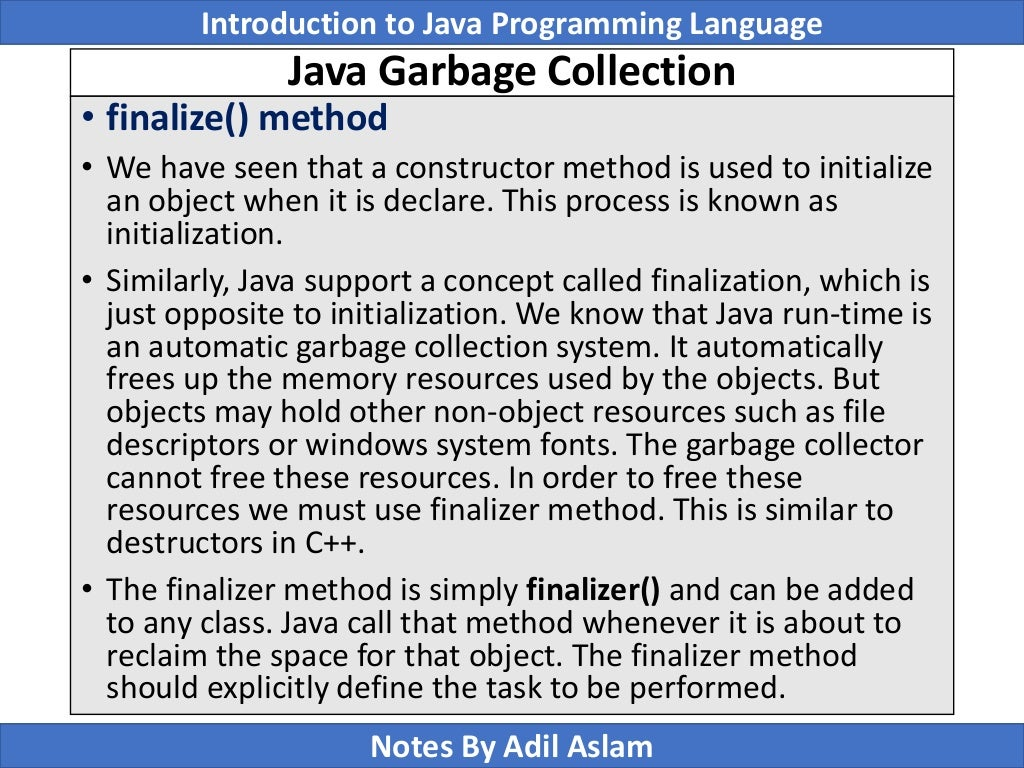 Introduction to Java Programming Language
Java Garbage Collection
• finalize() method
• We have seen that a constructor method is used to initialize
an object when it is declare. This process is known as
initialization.
• Similarly, Java support a concept called finalization, which is
just opposite to initialization. We know that Java run-time is
an automatic garbage collection system. It automatically
frees up the memory resources used by the objects. But
objects may hold other non-object resources such as file
descriptors or windows system fonts. The garbage collector
cannot free these resources. In order to free these
resources we must use finalizer method. This is similar to
destructors in C++.
• The finalizer method is simply finalizer() and can be added
to any class. Java call that method whenever it is about to
reclaim the space for that object. The finalizer method
should explicitly define the task to be performed.
Notes By Adil Aslam